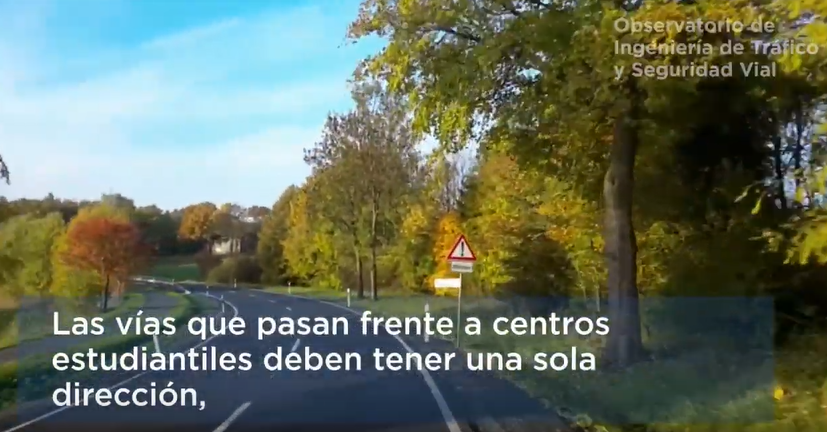 Observatorio de
Ingeniería de Tráfico
y Seguridad Vial
Las vías que pasan frente a centros
estudiantiles deben tener una sola
dirección,